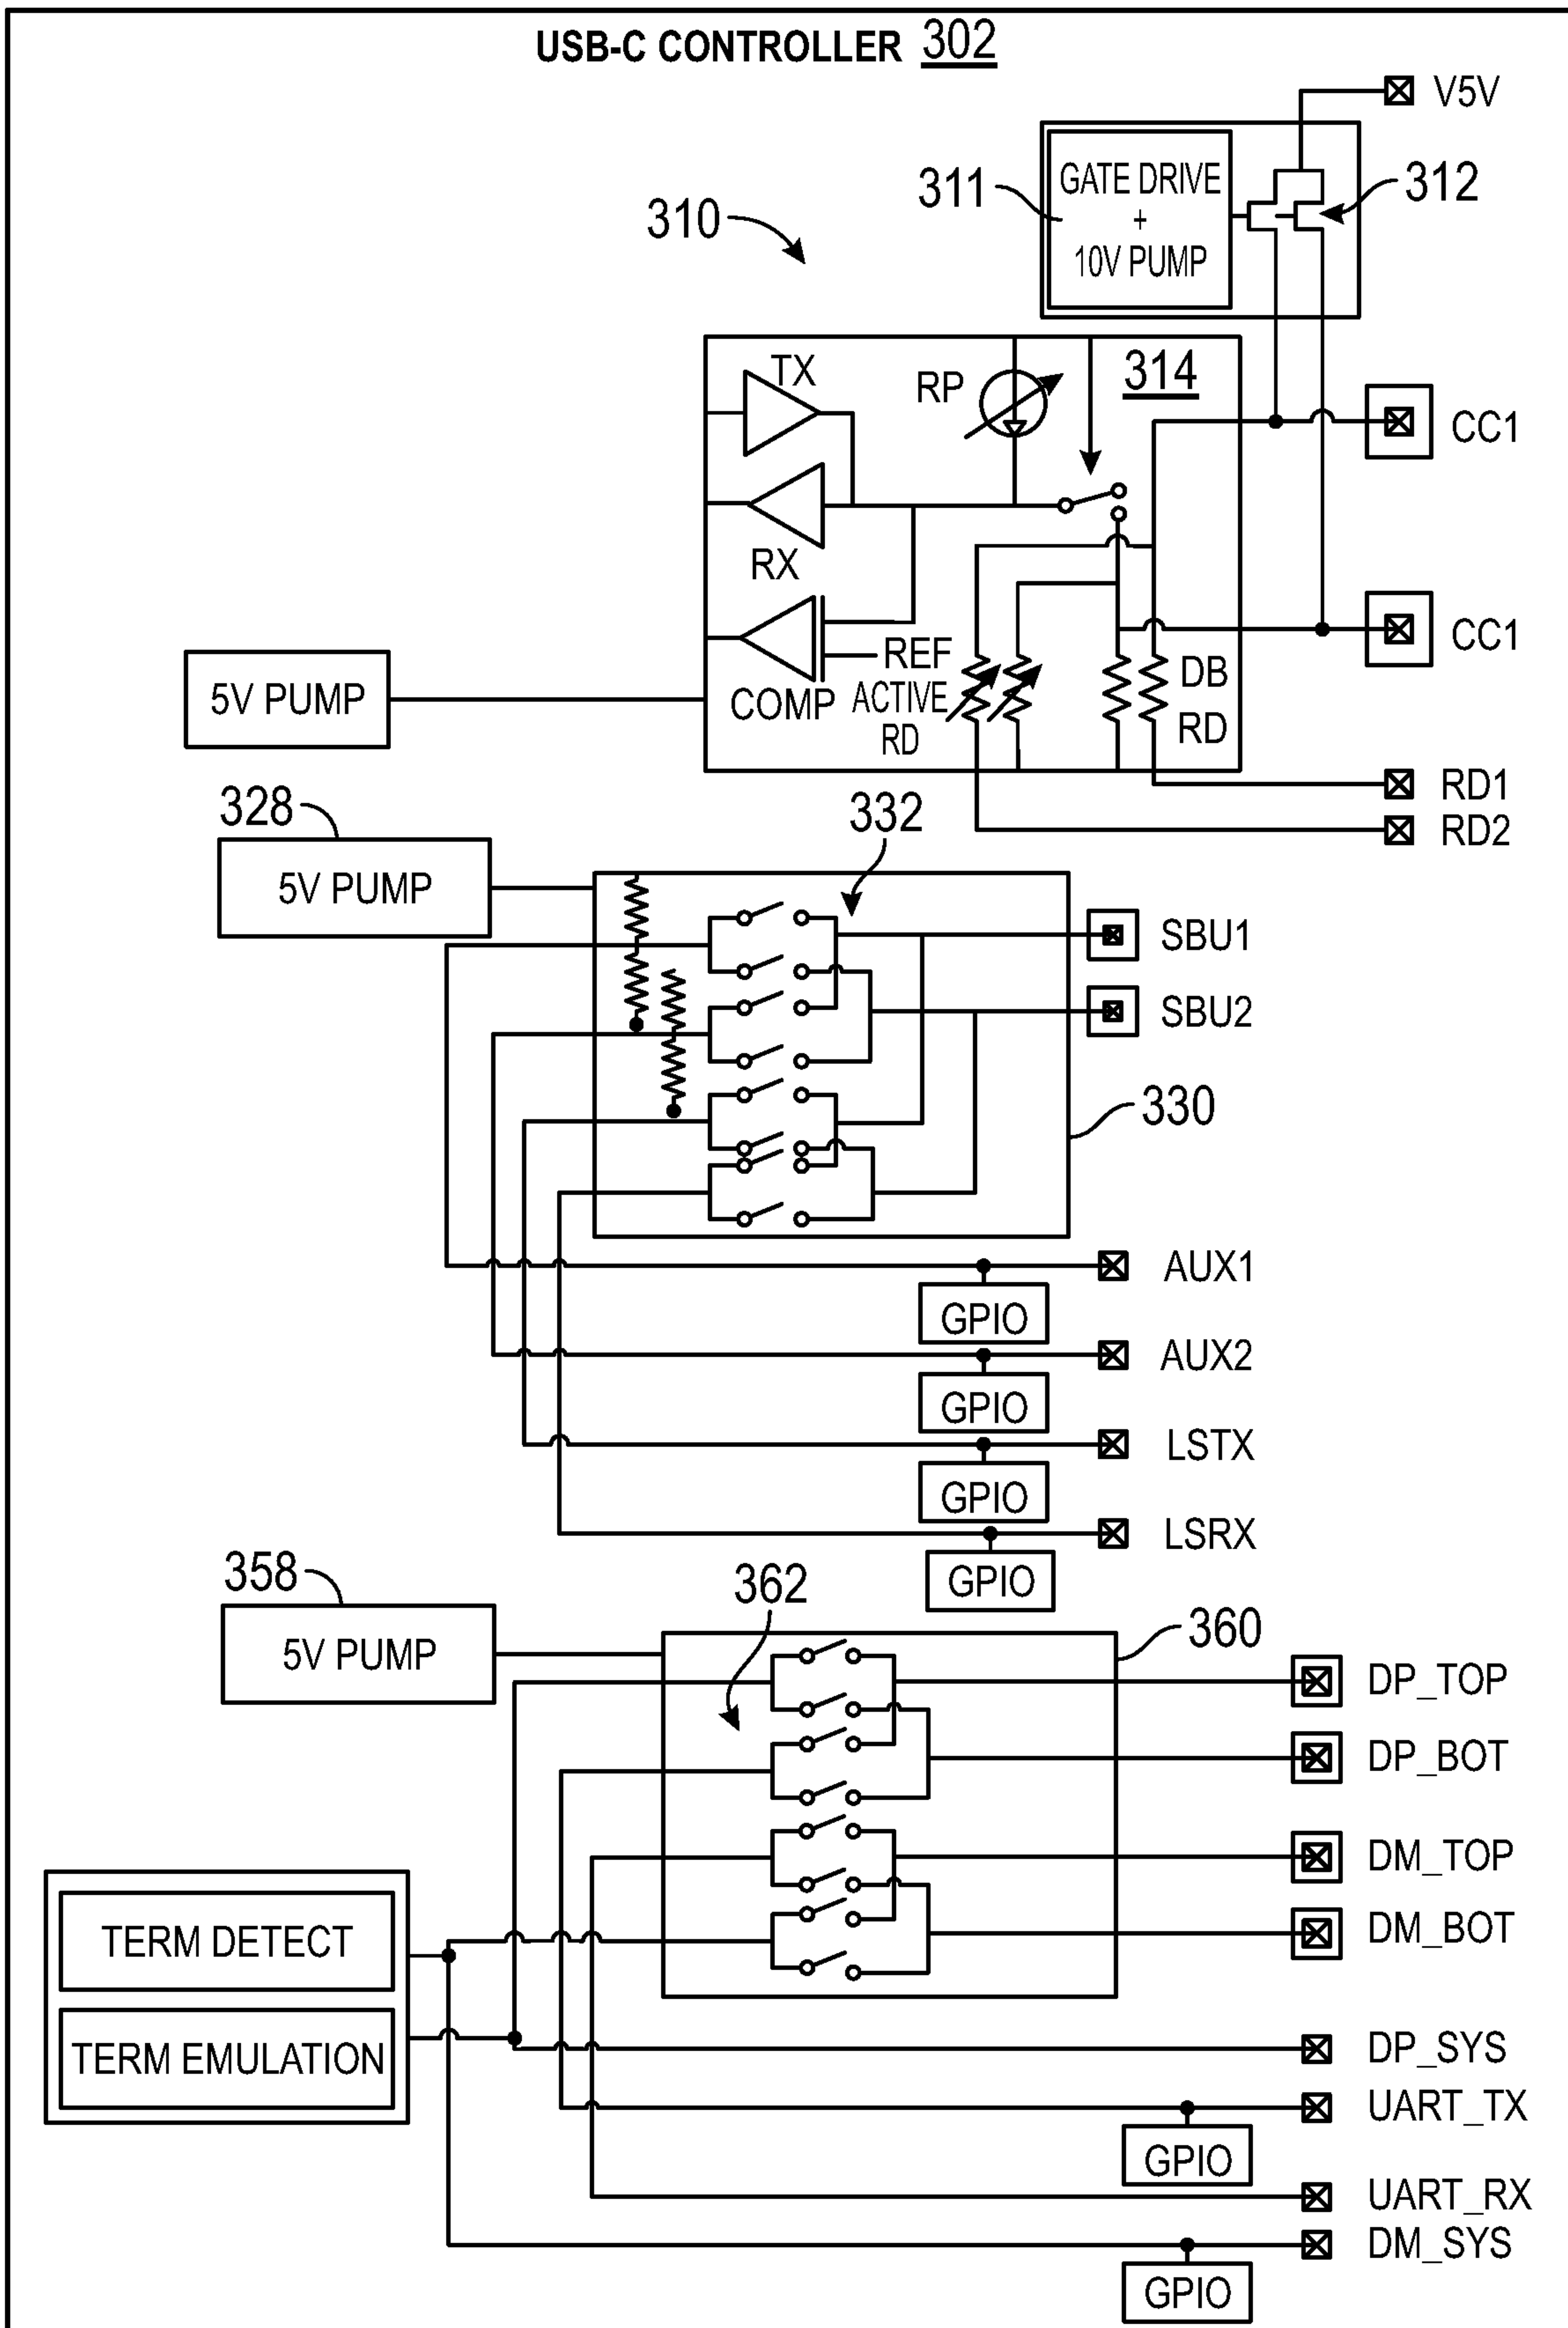 USB-C CONTROLLER 302
V5V
311
GATE DRIVE
+
10V PUMP
312
310
TX
RP
314
CC1
RX
CC1
REF
COMP
ACTIVE
RD
DB
RD
5V PUMP
RD1
RD2
328
5V PUMP
332
SBU1
SBU2
330
AUX1
GPIO
AUX2
GPIO
LSTX
GPIO
LSRX
GPIO
358
5V PUMP
362
360
DP_TOP
DP_BOT
DM_TOP
DM_BOT
TERM DETECT
TERM EMULATION
DP_SYS
UART_TX
GPIO
UART_RX
DM_SYS
GPIO